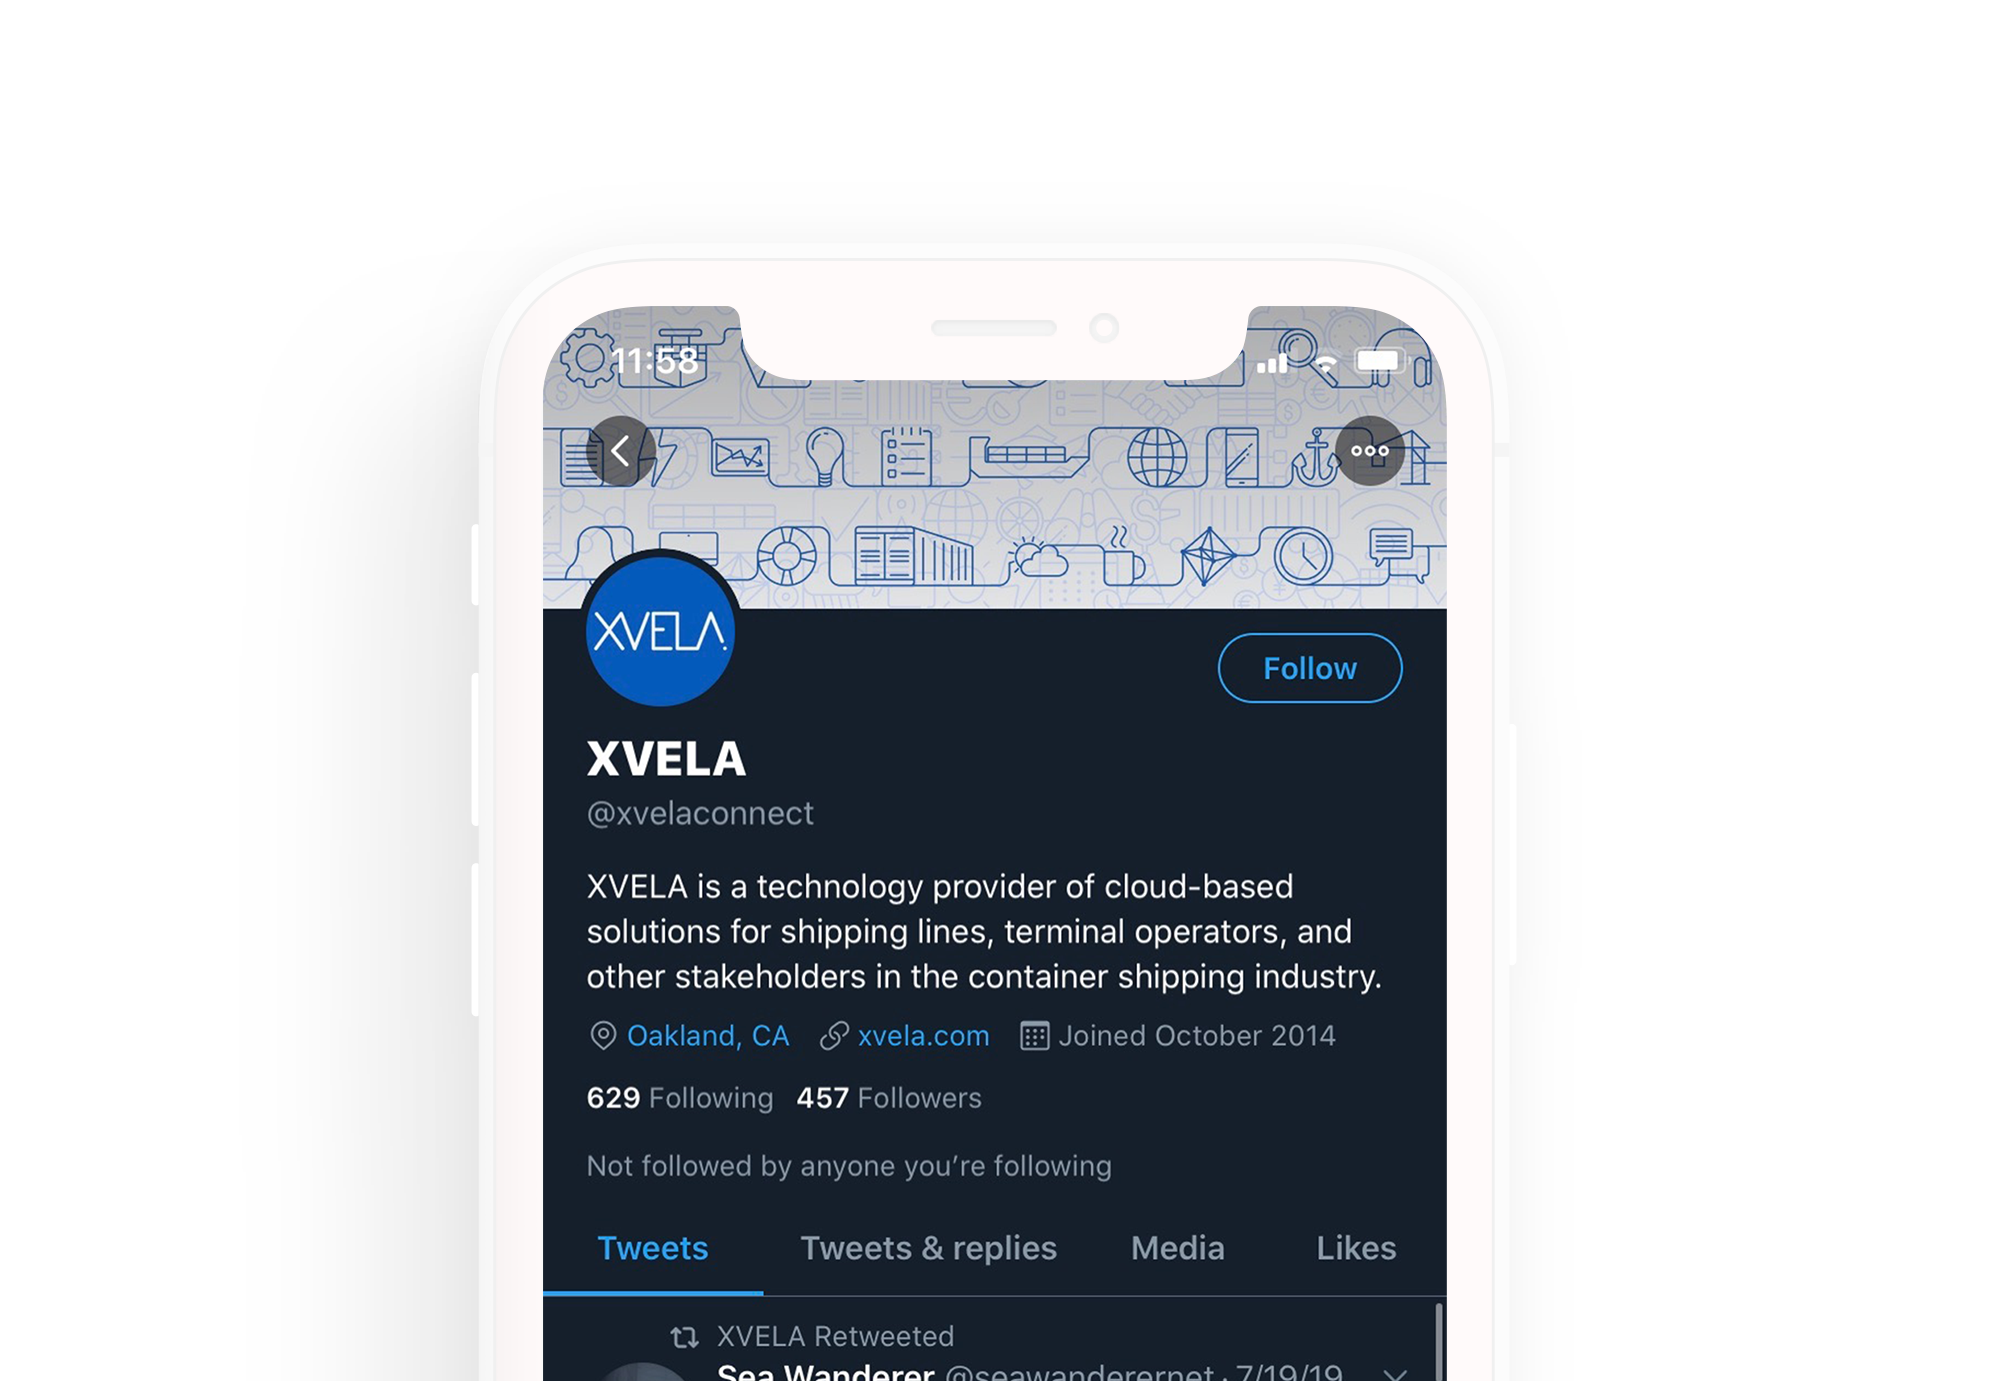 11:58
XVELA
Follow
XVELA
@xvelaconnect
XVELA is a technology provider of cloud-based
solutions for shipping lines, terminal operators, and
other stakeholders in the container shipping industry.
Oakland, CA xvela.com Joined October 2014
629 Following 457 Followers
Not followed by anyone you’re following
Tweets Tweets & replies Media Likes
XVELA Retweeted
Sea Wanderer @seawanderernet · 7/19/19